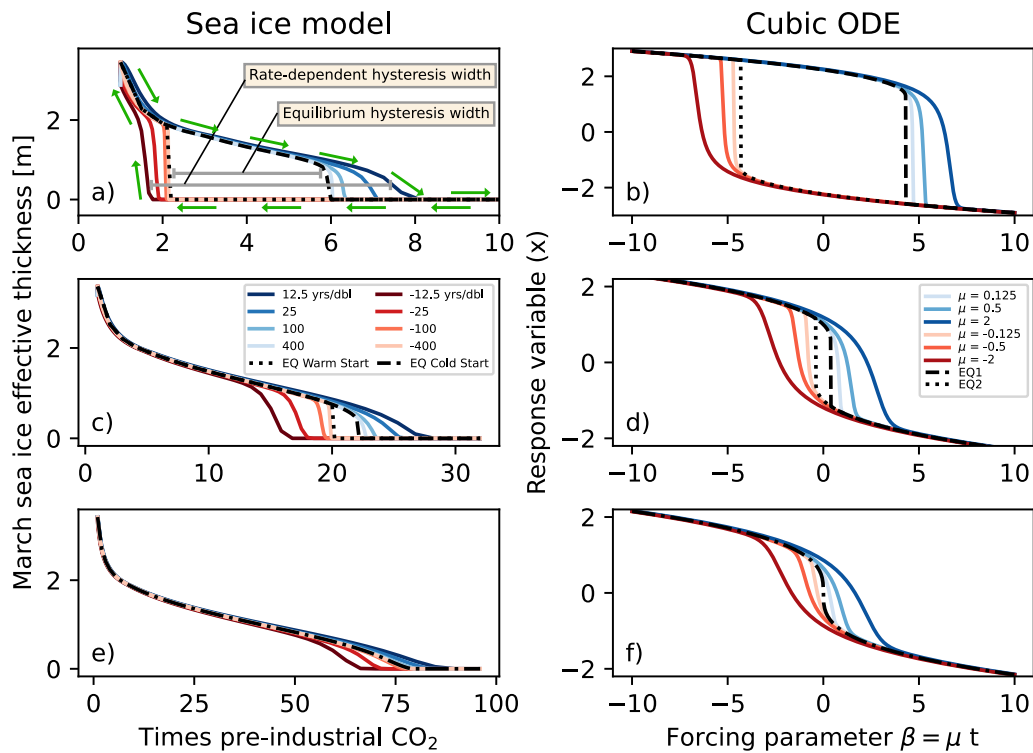 Sea ice model
Cubic ODE
March sea ice effective thickness [m]
Response variable (x)
Rate-dependent hysteresis width
Equilibrium hysteresis width
a)
2
0
0 2 4 6 8 10
b)
2
0
−2
−10 −5 0 5 10
12.5 yrs/dbl -12.5 yrs/dbl
25 -25
100 -100
400 -400
EQ Warm Start EQ Cold Start
c)
2
0
0 10 20 30
μ = 0.125
μ = 0.5
μ = 2
μ = -0.125
μ = -0.5
μ = -2
EQ1
EQ2
d)
2
0
−2
−10 −5 0 5 10
e)
2
0
0 25 50 75 100
Times pre-industrial CO₂
f)
2
0
−2
−10 −5 0 5 10
Forcing parameter β = μ t